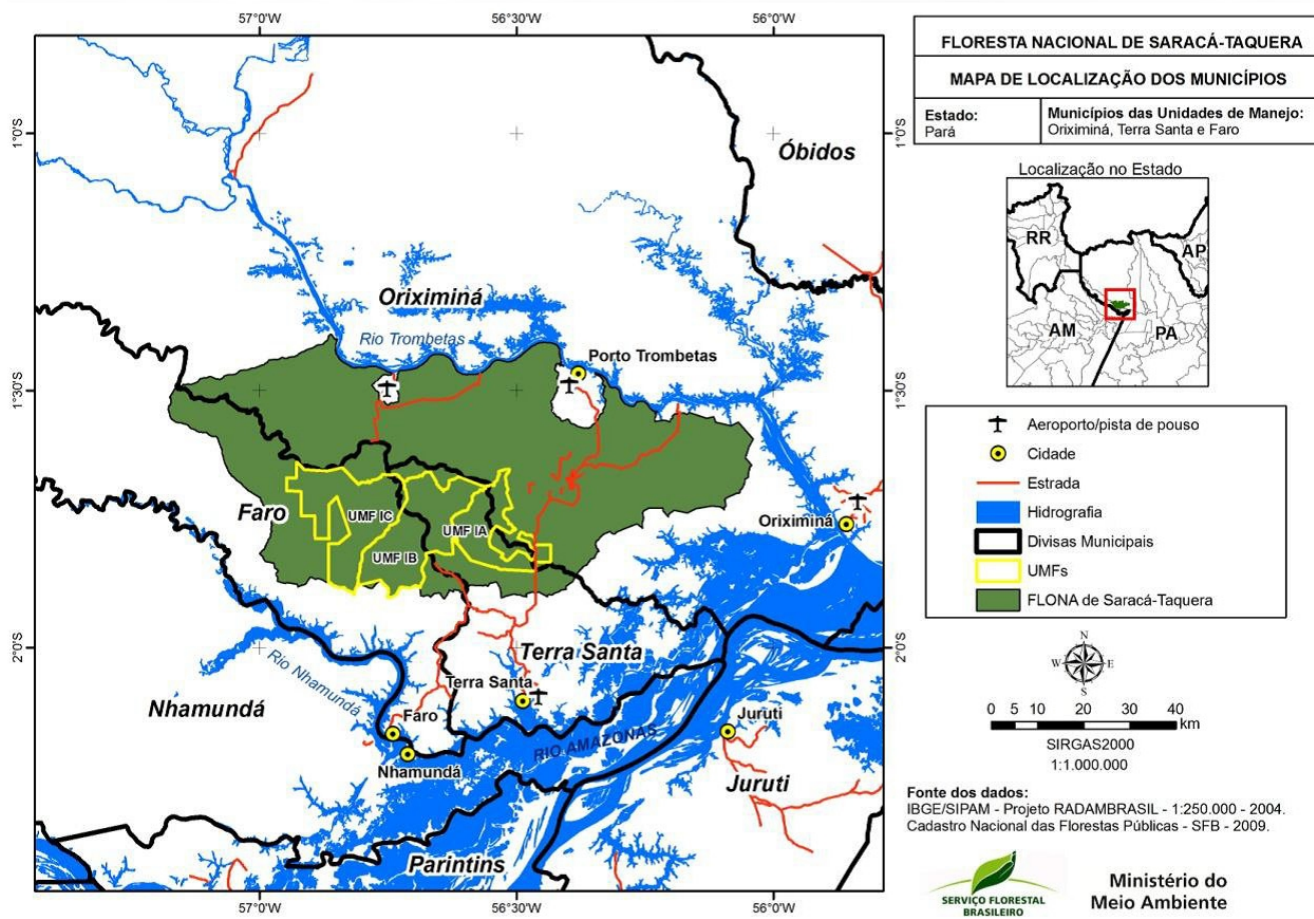 57°0'W
56°30'W
56°0'W
1°0'S
1°30'S
2°0'S
1°0'S
1°30'S
2°0'S
57°0'W
56°30'W
56°0'W
Óbidos
Oriximiná
Rio Trombetas
Porto Trombetas
Faro
UMF IC
UMF IA
UMF IB
Oriximiná
Rio Nhamundá
Terra Santa
Terra Santa
Nhamundá
Faro
Juruti
RIO AMAZONAS
Nhamundá
Juruti
Parintins
FLORESTA NACIONAL DE SARACÁ-TAQUERA
MAPA DE LOCALIZAÇÃO DOS MUNICÍPIOS
Estado:
Pará
Municípios das Unidades de Manejo:
Oriximiná, Terra Santa e Faro
Localização no Estado
RR
AP
AM
PA
Aeroporto/pista de pouso
Cidade
Estrada
Hidrografia
Divisas Municipais
UMFs
FLONA de Saracá-Taquera
N
W
E
S
0 5 10 20 30 40
km
SIRGAS2000
1:1.000.000
Fonte dos dados:
IBGE/SIPAM - Projeto RADAMBRASIL - 1:250.000 - 2004.
Cadastro Nacional das Florestas Públicas - SFB - 2009.
SERVIÇO FLORESTAL
BRASILEIRO
Ministério do
Meio Ambiente